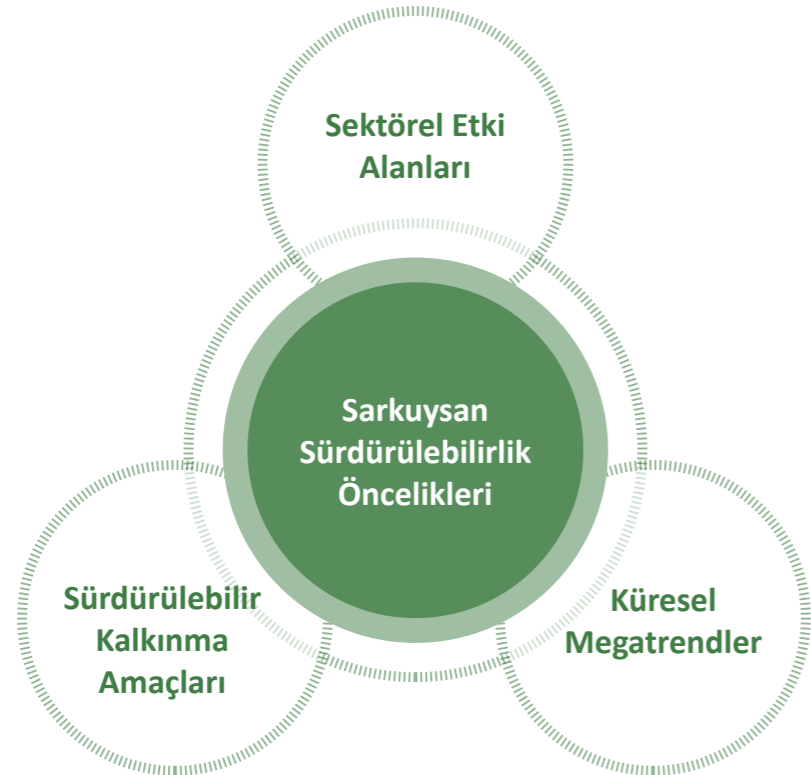 Sektörel Etki
Alanları
Sarkuysan
Sürdürülebilirlik
Öncelikleri
Sürdürülebilir
Kalkınma
Amaçları
Küresel
Megatrendler